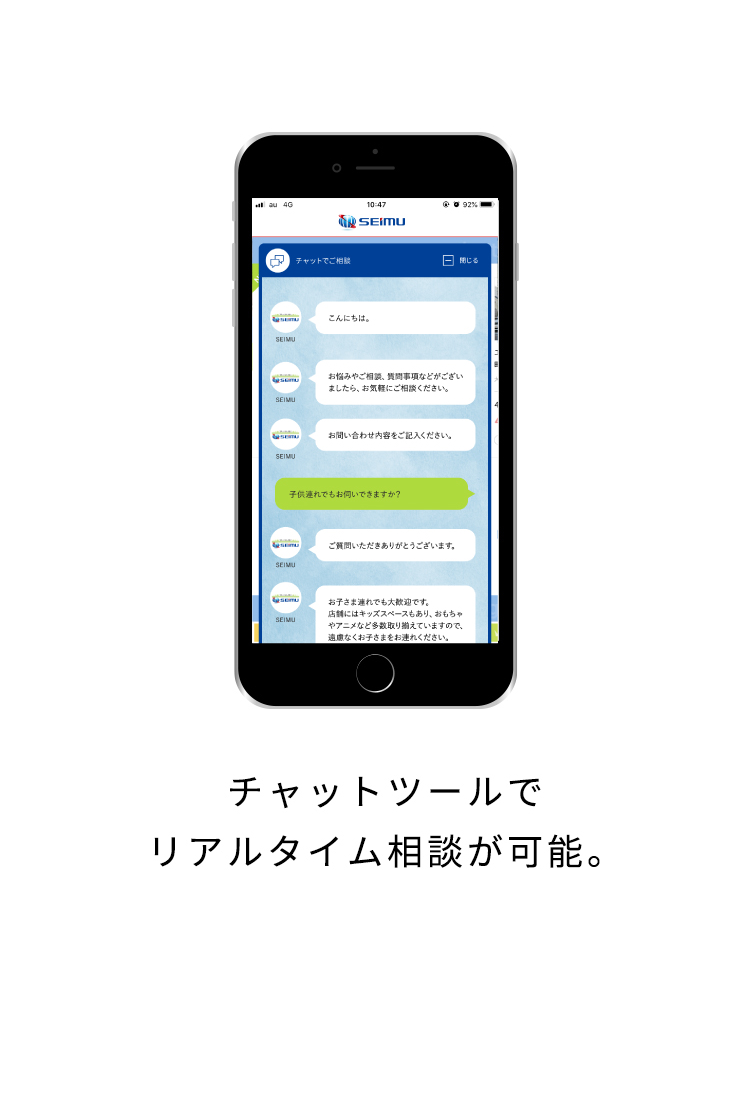 au 4G 10:47 92%
SEIMU
チャットでご相談 閉じる
SEIMU
こんにちは。
SEIMU
SEIMU
お悩みやご相談、質問事項などがござい
ましたら、お気軽にご相談ください。
SEIMU
SEIMU
お問い合わせ内容をご記入ください。
SEIMU
子供連れでもお伺いできますか？
SEIMU
ご質問いただきありがとうございます。
SEIMU
SEIMU
お子さま連れでも大歓迎です。
店舗にはキッズスペースもあり、おもちゃ
やアニメなど多数取り揃えていますので、
遠慮なくお子さまをお連れください。
SEIMU
チャットツールで
リアルタイム相談が可能。